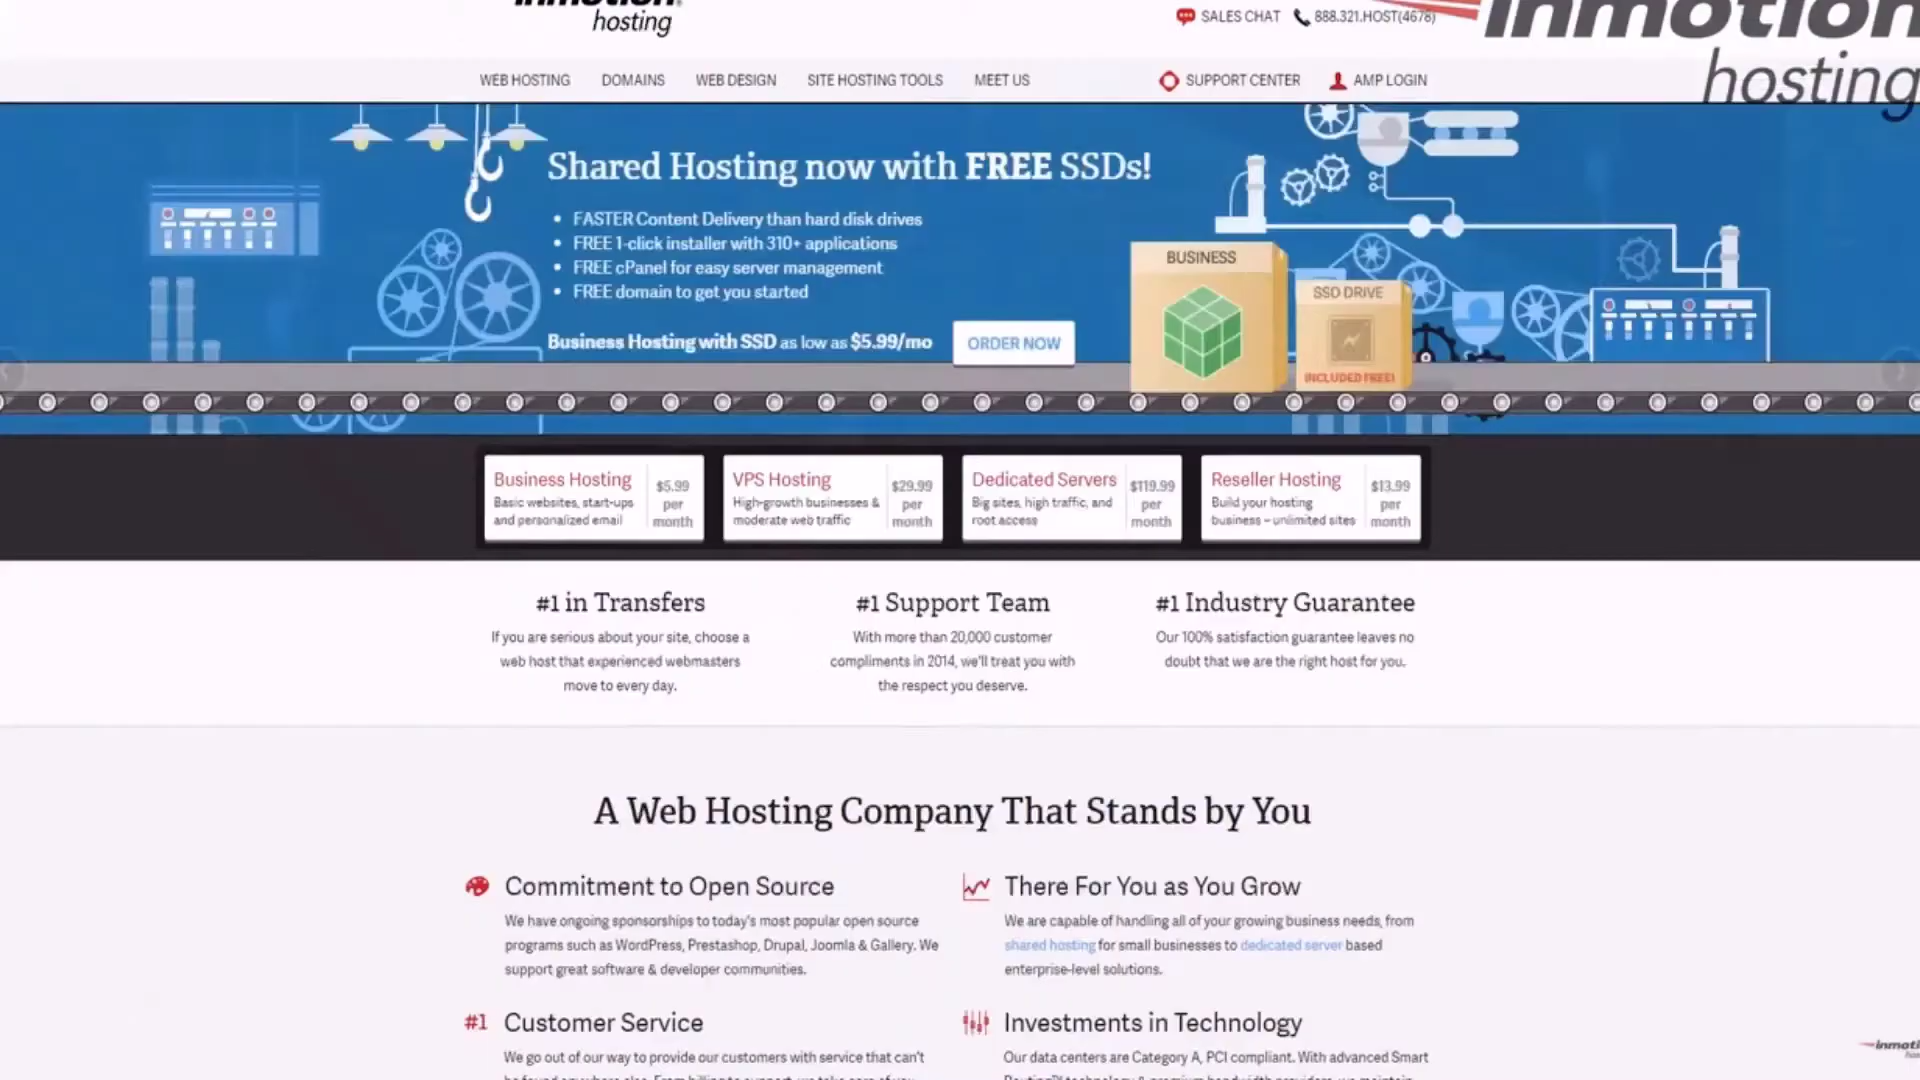 inmotion
hosting
SALES CHAT
888.321.HOST(4678)
inmotion
hosting
WEB HOSTING
DOMAINS
WEB DESIGN
SITE HOSTING TOOLS
MEET US
SUPPORT CENTER
AMP LOGIN
Shared Hosting now with FREE SSDs!
• FASTER Content Delivery than hard disk drives
• FREE 1-click installer with 310+ applications
• FREE cPanel for easy server management
• FREE domain to get you started
Business Hosting with SSD as low as $5.99/mo
ORDER NOW
BUSINESS
SSD DRIVE
INCLUDED FREE!
Business Hosting
Basic websites, start-ups
and personalized email
$5.99
per
month
VPS Hosting
High-growth businesses &
moderate web traffic
$29.99
per
month
Dedicated Servers
Big sites, high traffic, and
root access
$119.99
per
month
Reseller Hosting
Build your hosting
business – unlimited sites
$13.99
per
month
#1 in Transfers
If you are serious about your site, choose a
web host that experienced webmasters
move to every day.
#1 Support Team
With more than 20,000 customer
compliments in 2014, we'll treat you with
the respect you deserve.
#1 Industry Guarantee
Our 100% satisfaction guarantee leaves no
doubt that we are the right host for you.
A Web Hosting Company That Stands by You
Commitment to Open Source
We have ongoing sponsorships to today's most popular open source
programs such as WordPress, Prestashop, Drupal, Joomla & Gallery. We
support great software & developer communities.
There For You as You Grow
We are capable of handling all of your growing business needs, from
shared hosting for small businesses to dedicated server based
enterprise-level solutions.
#1 Customer Service
We go out of our way to provide our customers with service that can't
Investments in Technology
Our data centers are Category A, PCI compliant. With advanced Smart